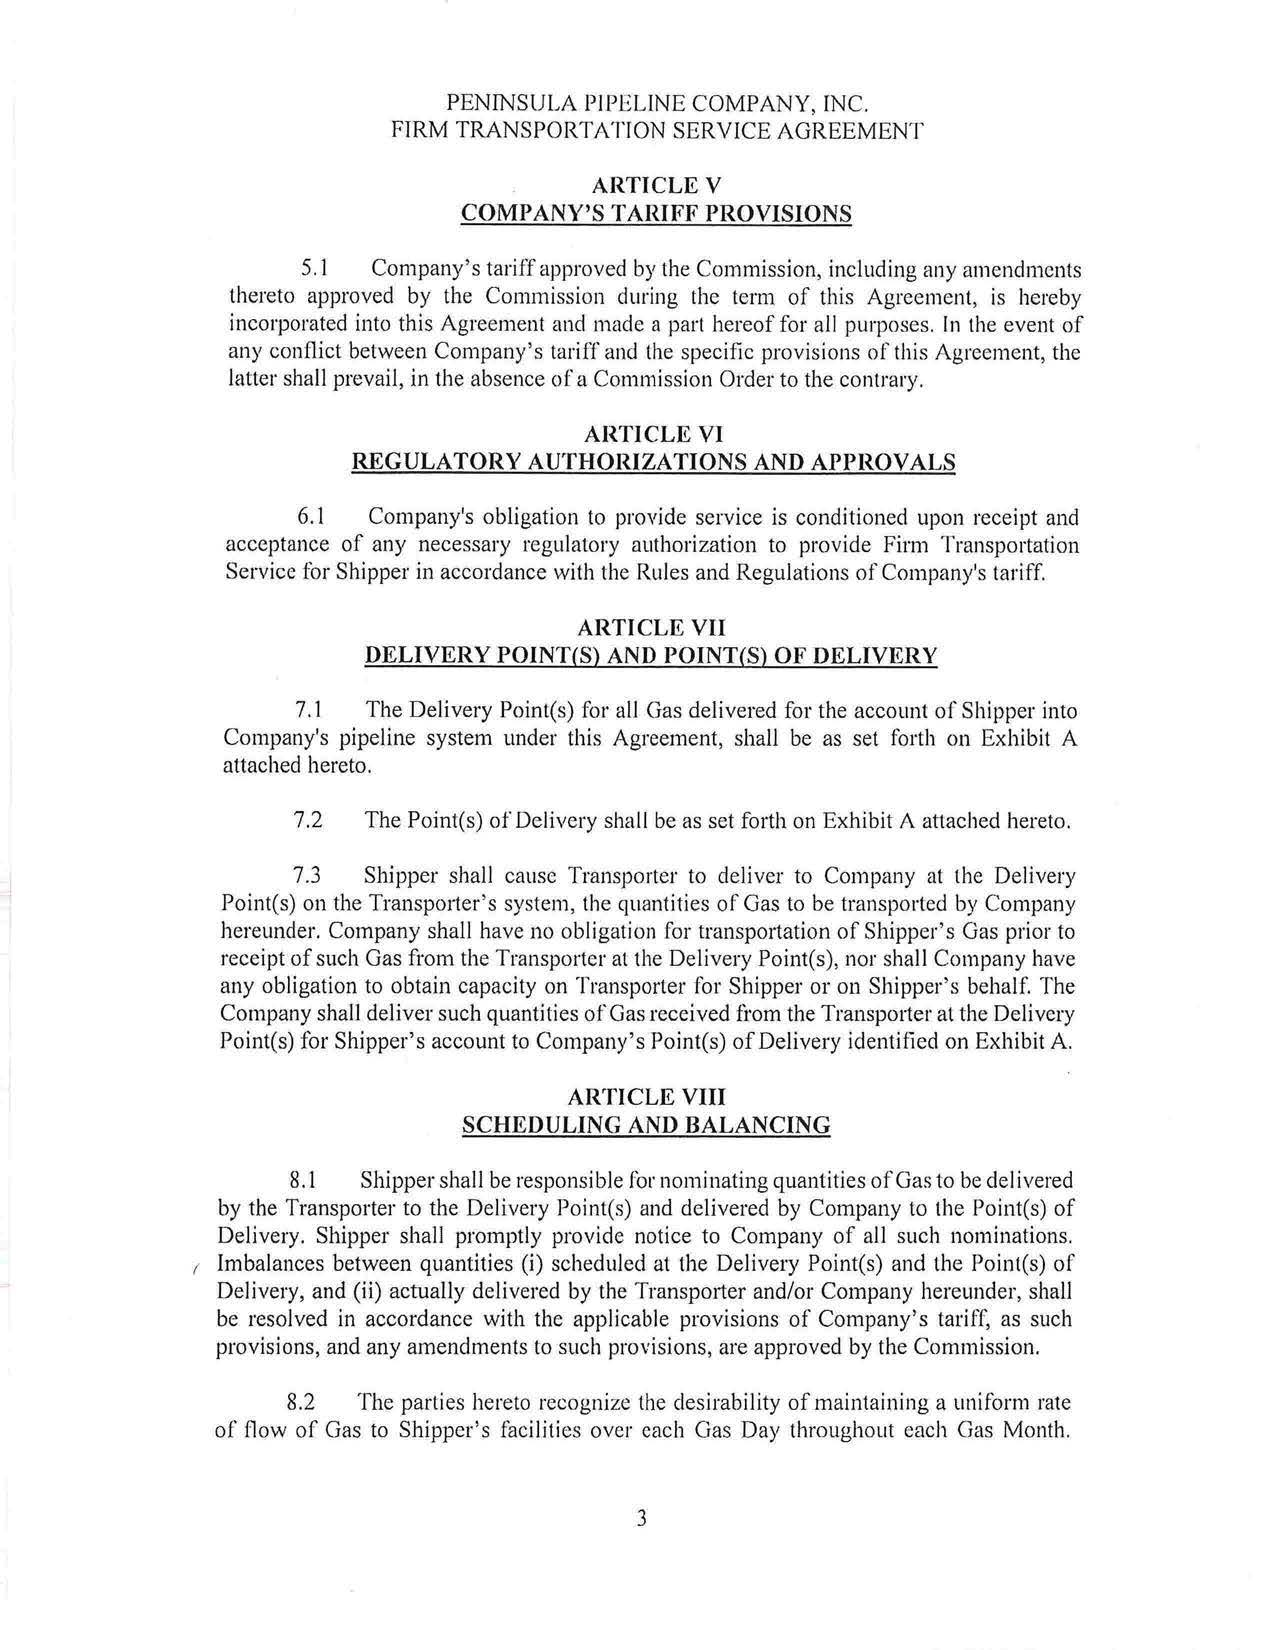 PENINSULA PIPELINE COMPANY, INC.
FIRM TRANSPORTATION SERVICE AGREEMENT
ARTICLE V
COMPANY'S TARIFF PROVISIONS
5.1 Company's tariff approved by the Commission, including any amendments
thereto approved by the Commission during the term of this Agreement, is hereby
incorporated into this Agreement and made a part hereof for all purposes. In the event of
any conflict between Company's tariff and the specific provisions of this Agreement, the
latter shall prevail, in the absence of a Commission Order to the contrary.
ARTICLE VI
REGULATORY AUTHORIZATIONS AND APPROVALS
6.1 Company's obligation to provide service is conditioned upon receipt and
acceptance of any necessary regulatory authorization to provide Firm Transportation
Service for Shipper in accordance with the Rules and Regulations of Company's tariff.
ARTICLE VII
DELIVERY POINT(S) AND POINT(S) OF DELIVERY
7.1 The Delivery Point(s) for all Gas delivered for the account of Shipper into
Company's pipeline system under this Agreement, shall be as set forth on Exhibit A
attached hereto.
7.2 The Point(s) of Delivery shall be as set forth on Exhibit A attached hereto.
7.3 Shipper shall cause Transporter to deliver to Company at the Delivery
Point(s) on the Transporter's system, the quantities of Gas to be transported by Company
hereunder. Company shall have no obligation for transportation of Shipper's Gas prior to
receipt of such Gas from the Transporter at the Delivery Point(s), nor shall Company have
any obligation to obtain capacity on Transporter for Shipper or on Shipper's behalf. The
Company shall deliver such quantities of Gas received from the Transporter at the Delivery
Point(s) for Shipper's account to Company's Point(s) of Delivery identified on Exhibit A.
ARTICLE VIII
SCHEDULING AND BALANCING
8.1 Shipper shall be responsible for nominating quantities of Gas to be delivered
by the Transporter to the Delivery Point(s) and delivered by Company to the Point(s) of
Delivery. Shipper shall promptly provide notice to Company of all such nominations.
Imbalances between quantities (i) scheduled at the Delivery Point(s) and the Point(s) of
Delivery, and (ii) actually delivered by the Transporter and/or Company hereunder, shall
be resolved in accordance with the applicable provisions of Company's tariff, as such
provisions, and any amendments to such provisions, are approved by the Commission.
8.2 The parties hereto recognize the desirability of maintaining a uniform rate
of flow of Gas to Shipper's facilities over each Gas Day throughout each Gas Month.
3